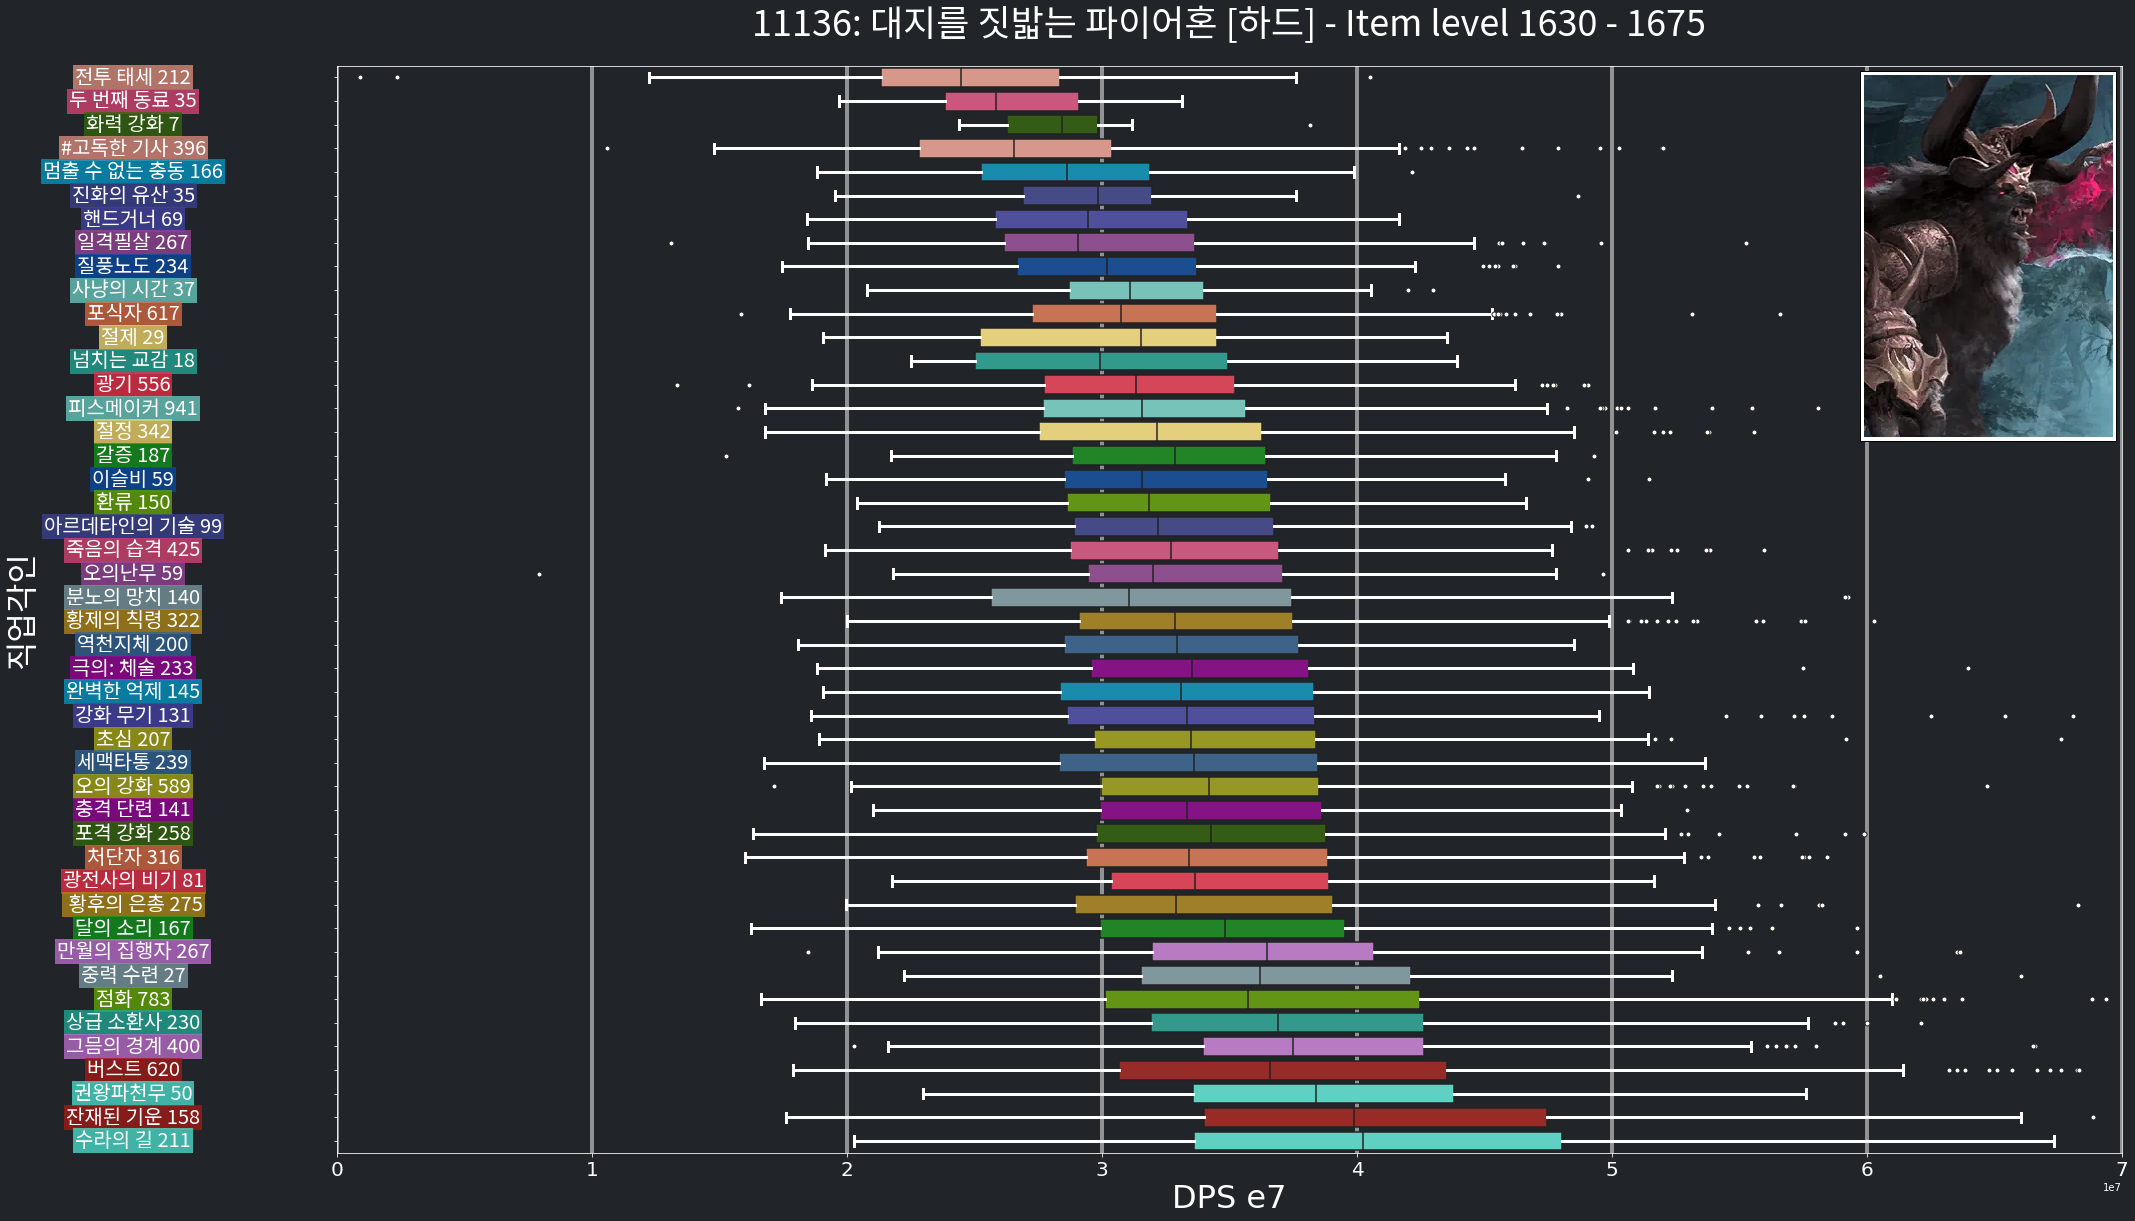 11136: 대지를 짓밟는 파이어혼 [하드] - Item level 1630 - 1675
직업각인
전투 태세 212
두 번째 동료 35
화력 강화 7
#고독한 기사 396
멈출 수 없는 충동 166
진화의 유산 35
핸드거너 69
일격필살 267
질풍노도 234
사냥의 시간 37
포식자 617
절제 29
넘치는 교감 18
광기 556
피스메이커 941
절정 342
갈증 187
이슬비 59
환류 150
아르데타인의 기술 99
죽음의 습격 425
오의난무 59
분노의 망치 140
황제의 칙령 322
역천지체 200
극의: 체술 233
완벽한 억제 145
강화 무기 131
초심 207
세맥타통 239
오의 강화 589
충격 단련 141
포격 강화 258
처단자 316
광전사의 비기 81
황후의 은총 275
달의 소리 167
만월의 집행자 267
중력 수련 27
점화 783
상급 소환사 230
그믐의 경계 400
버스트 620
권왕파천무 50
잔재된 기운 158
수라의 길 211
0 1 2 3 4 5 6 7
1e7
DPS e7